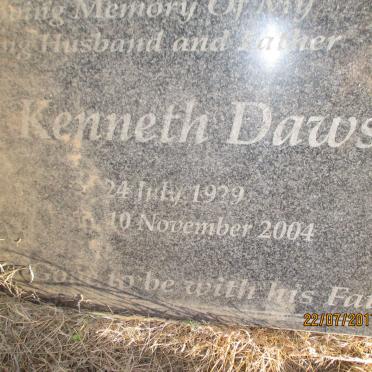 Memory Of My
Husband and Father
Kenneth Daws
24 July 1929
10 November 2004
to be with his Fa
22/07/201